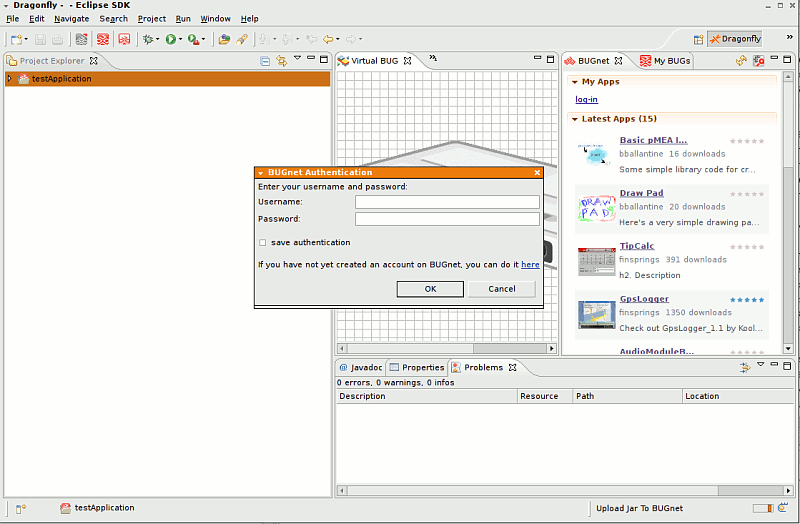 Dragonfly - - Eclipse SDK
File Edit Navigate Search Project Run Window Help
Dragonfly
Project Explorer
testApplication
Virtual BUG
BUGnet
My BUGs
My Apps
log-in
Latest Apps (15)
Basic pMEA I...
bballantine 16 downloads
Some simple library code for cr...
Draw Pad
bballantine 20 downloads
Here's a very simple drawing pa...
DRAW
PAD
TipCalc
finsprings 391 downloads
h2. Description
GpsLogger
finsprings 1350 downloads
Check out GpsLogger_1.1 by Kool...
AudioModuleB...
BUGnet Authentication
Enter your username and password:
Username:
Password:
save authentication
If you have not yet created an account on BUGnet, you can do it here
OK Cancel
Javadoc Properties Problems
0 errors, 0 warnings, 0 infos
Description Resource Path Location
testApplication
Upload Jar To BUGnet